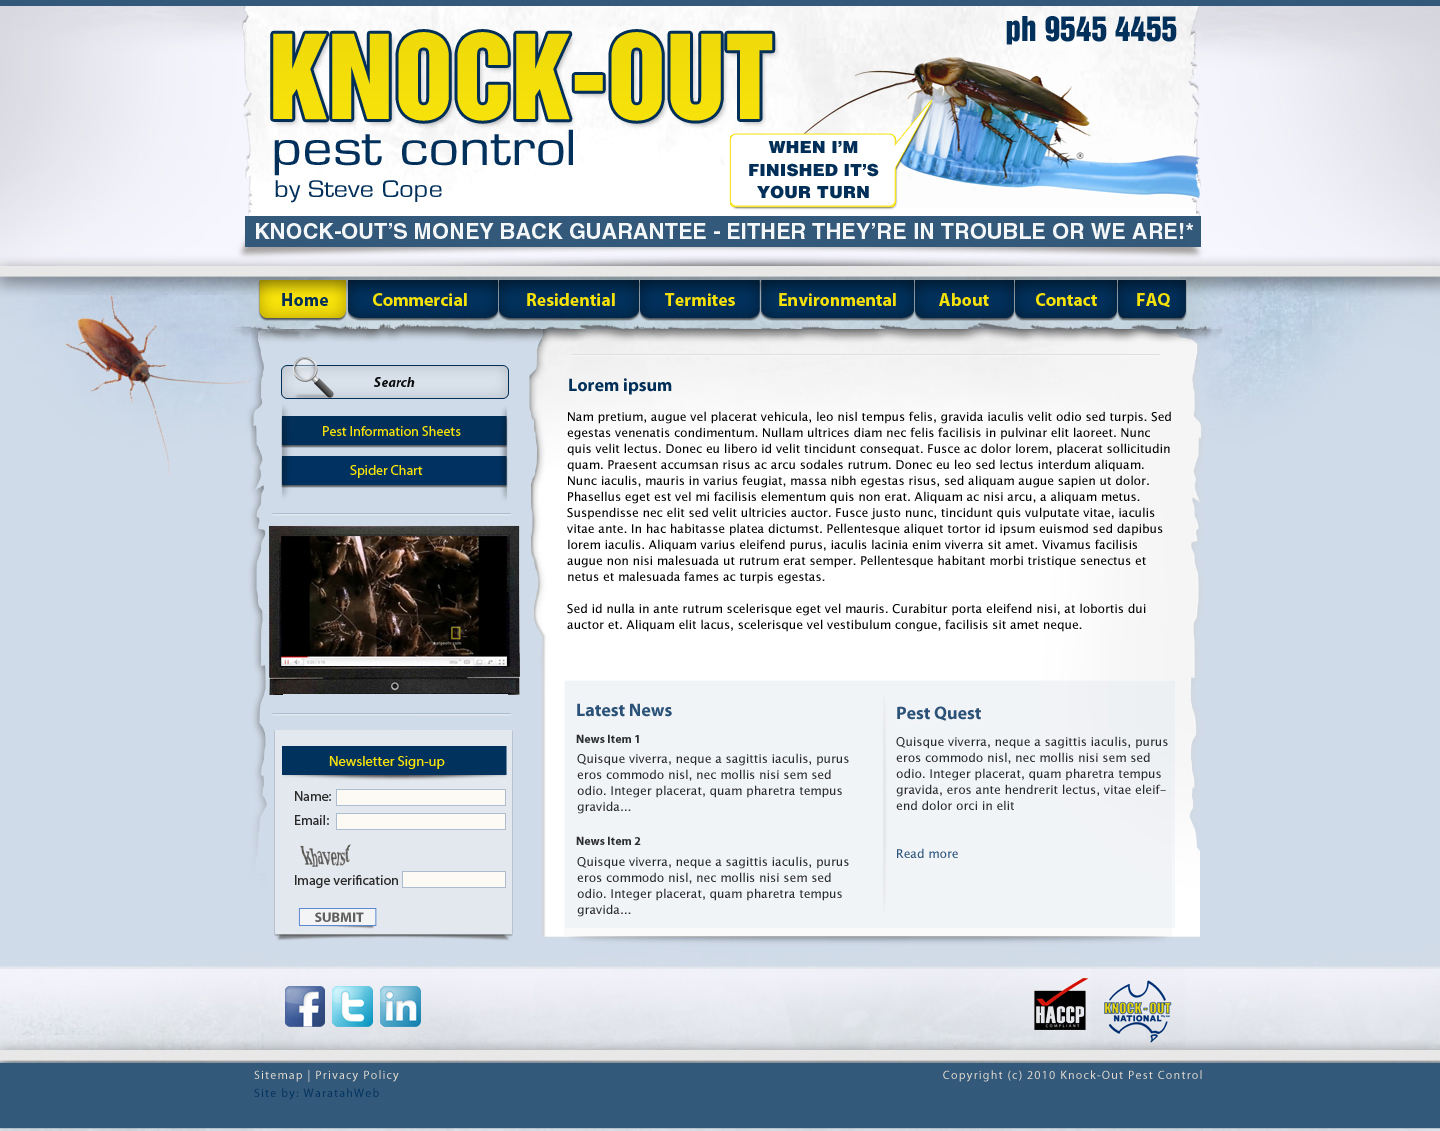 ph 9545 4455
KNOCK-OUT
pest control
by Steve Cope
WHEN I'M
FINISHED IT'S
YOUR TURN
®
KNOCK-OUT'S MONEY BACK GUARANTEE - EITHER THEY'RE IN TROUBLE OR WE ARE!*
Home Commercial Residential Termites Environmental About Contact FAQ
Search
Pest Information Sheets
Spider Chart
Newsletter Sign-up
Name:
Email:
Image verification
SUBMIT
Lorem ipsum
Nam pretium, augue vel placerat vehicula, leo nisl tempus felis, gravida iaculis velit odio sed turpis. Sed
egestas venenatis condimentum. Nullam ultrices diam nec felis facilisis in pulvinar elit laoreet. Nunc
quis velit lectus. Donec eu libero id velit tincidunt consequat. Fusce ac dolor lorem, placerat sollicitudin
quam. Praesent accumsan risus ac arcu sodales rutrum. Donec eu leo sed lectus interdum aliquam.
Nunc iaculis, mauris in varius feugiat, massa nibh egestas risus, sed aliquam augue sapien ut dolor.
Phasellus eget est vel mi facilisis elementum quis non erat. Aliquam ac nisi arcu, a aliquam metus.
Suspendisse nec elit sed velit ultricies auctor. Fusce justo nunc, tincidunt quis vulputate vitae, iaculis
vitae ante. In hac habitasse platea dictumst. Pellentesque aliquet tortor id ipsum euismod sed dapibus
lorem iaculis. Aliquam varius eleifend purus, iaculis lacinia enim viverra sit amet. Vivamus facilisis
augue non nisi malesuada ut rutrum erat semper. Pellentesque habitant morbi tristique senectus et
netus et malesuada fames ac turpis egestas.
Sed id nulla in ante rutrum scelerisque eget vel mauris. Curabitur porta eleifend nisi, at lobortis dui
auctor et. Aliquam elit lacus, scelerisque vel vestibulum congue, facilisis sit amet neque.
Latest News
News Item 1
Quisque viverra, neque a sagittis iaculis, purus
eros commodo nisl, nec mollis nisi sem sed
odio. Integer placerat, quam pharetra tempus
gravida...
News Item 2
Quisque viverra, neque a sagittis iaculis, purus
eros commodo nisl, nec mollis nisi sem sed
odio. Integer placerat, quam pharetra tempus
gravida...
Pest Quest
Quisque viverra, neque a sagittis iaculis, purus
eros commodo nisl, nec mollis nisi sem sed
odio. Integer placerat, quam pharetra tempus
gravida, eros ante hendrerit lectus, vitae eleif-
end dolor orci in elit
Read more
HACCP
COMPLIANT
KNOCK-OUT
NATIONAL
Sitemap | Privacy Policy
Site by: WaratahWeb
Copyright (c) 2010 Knock-Out Pest Control